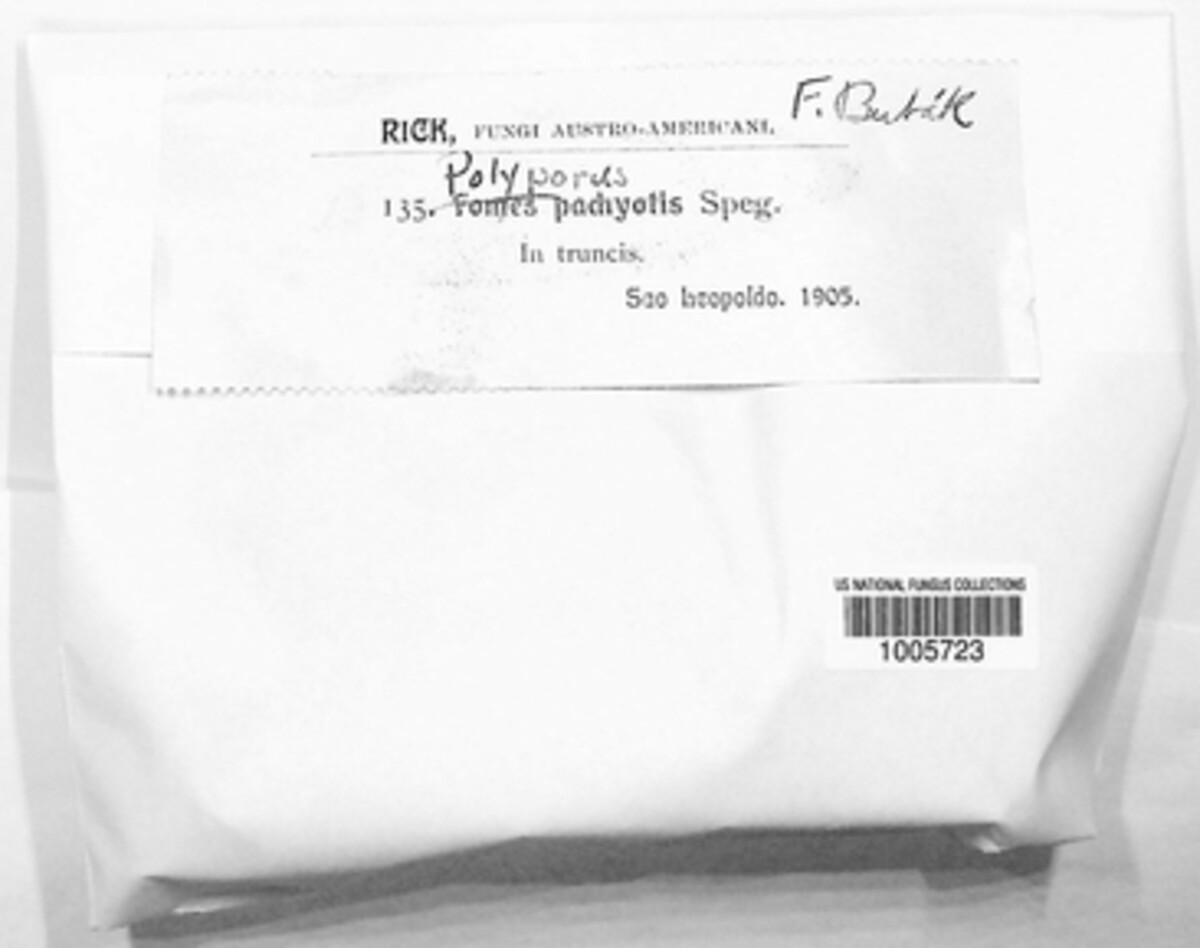 RICK, FUNGI AUSTRO-AMERICANI. F. Bubák
Polyporus
135. Fomes pachyotis Speg.
In truncis.
Sao Leopoldo. 1905.
US NATIONAL FUNGUS COLLECTIONS
1005723